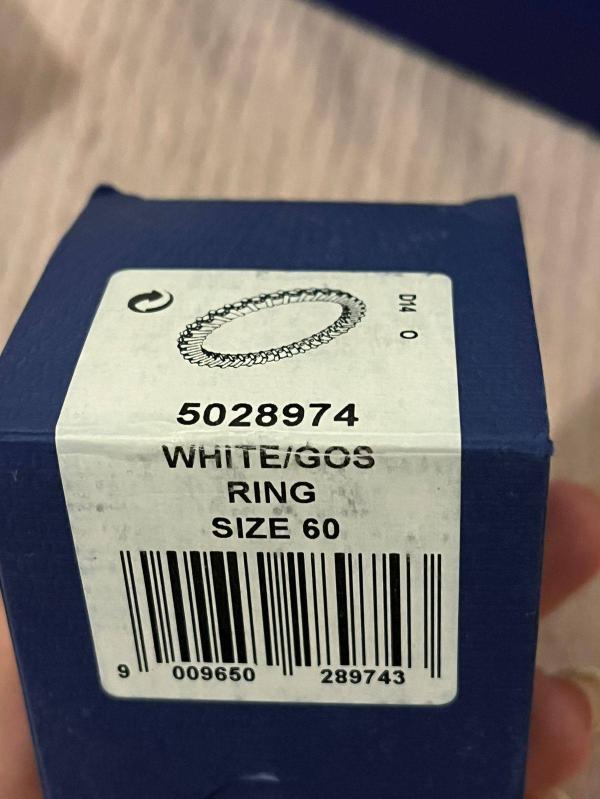 D14 O
5028974
WHITE/GOS
RING
SIZE 60
9 009650 289743